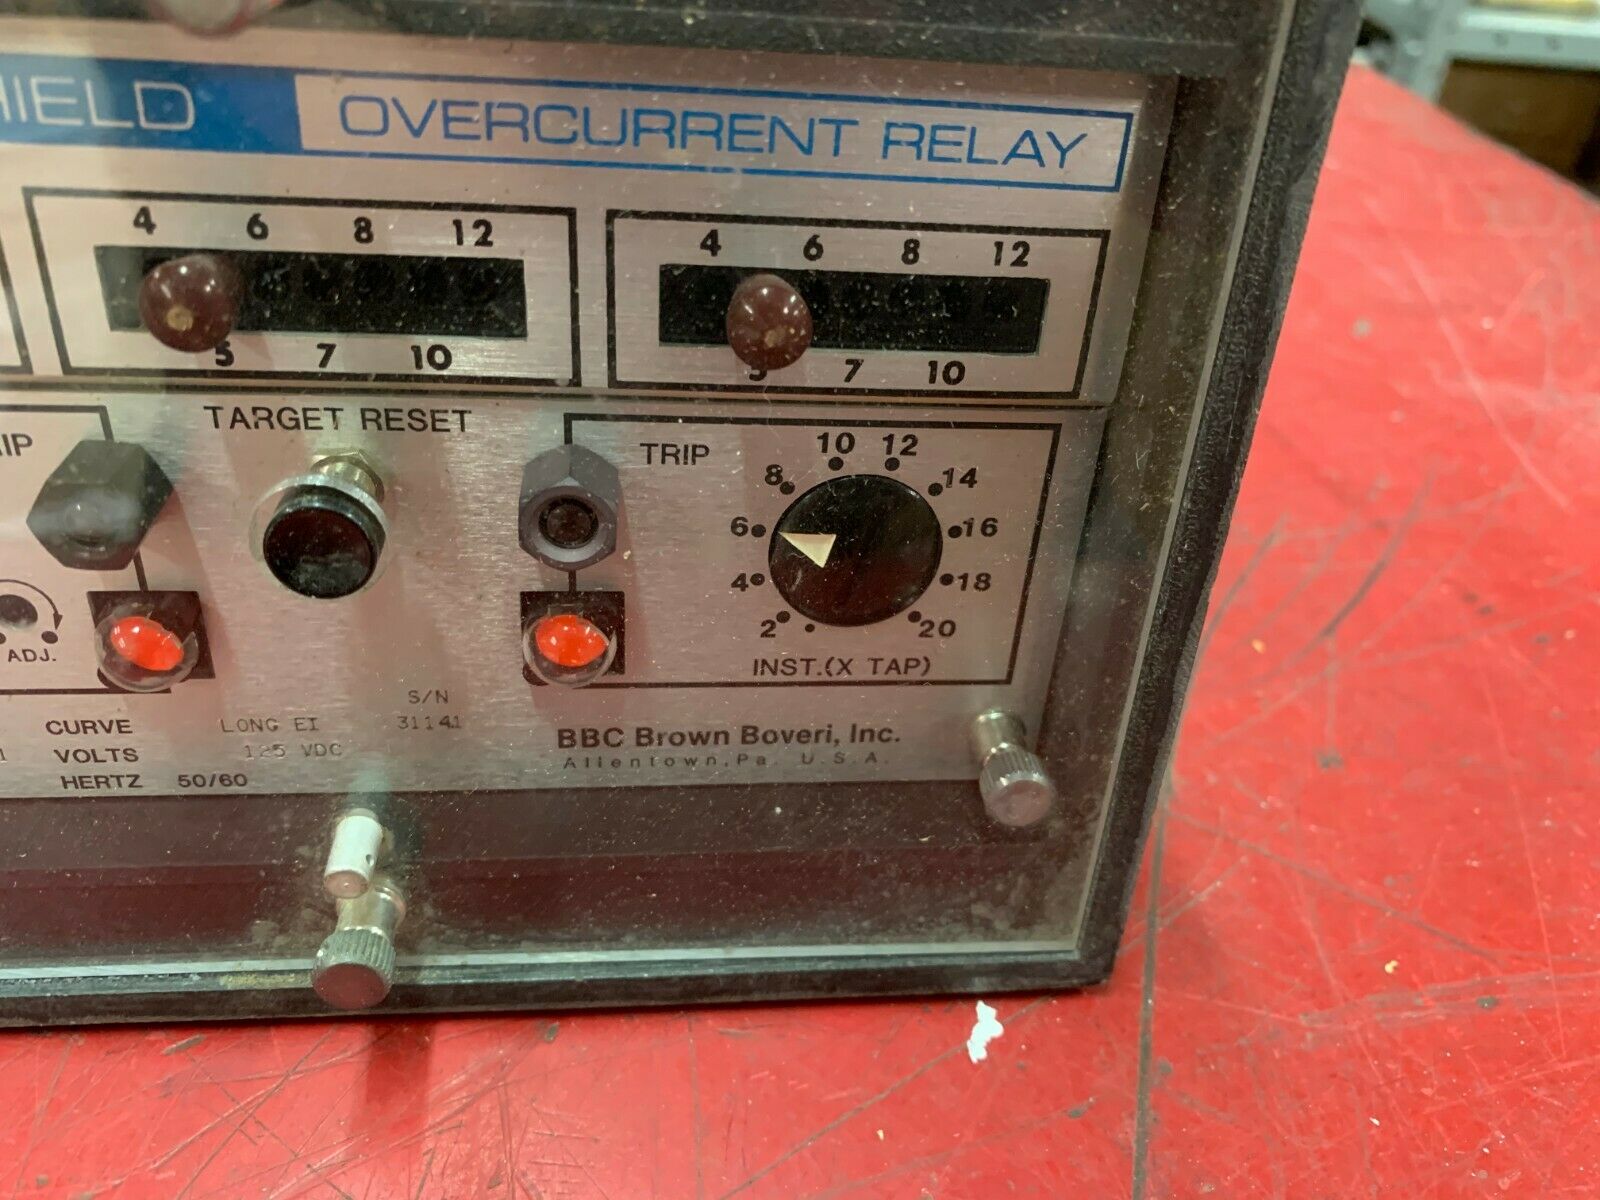 HIELD OVERCURRENT RELAY
4 6 8 12 4 6 8 12
5 7 10 7 10
IP TARGET RESET TRIP
10 12
8 14
6 16
4 18
2 20
ADJ. INST.(X TAP)
CURVE LONG EI S/N 31141
VOLTS 125 VDC
HERTZ 50/60
BBC Brown Boveri, Inc.
Allentown, Pa. U.S.A.